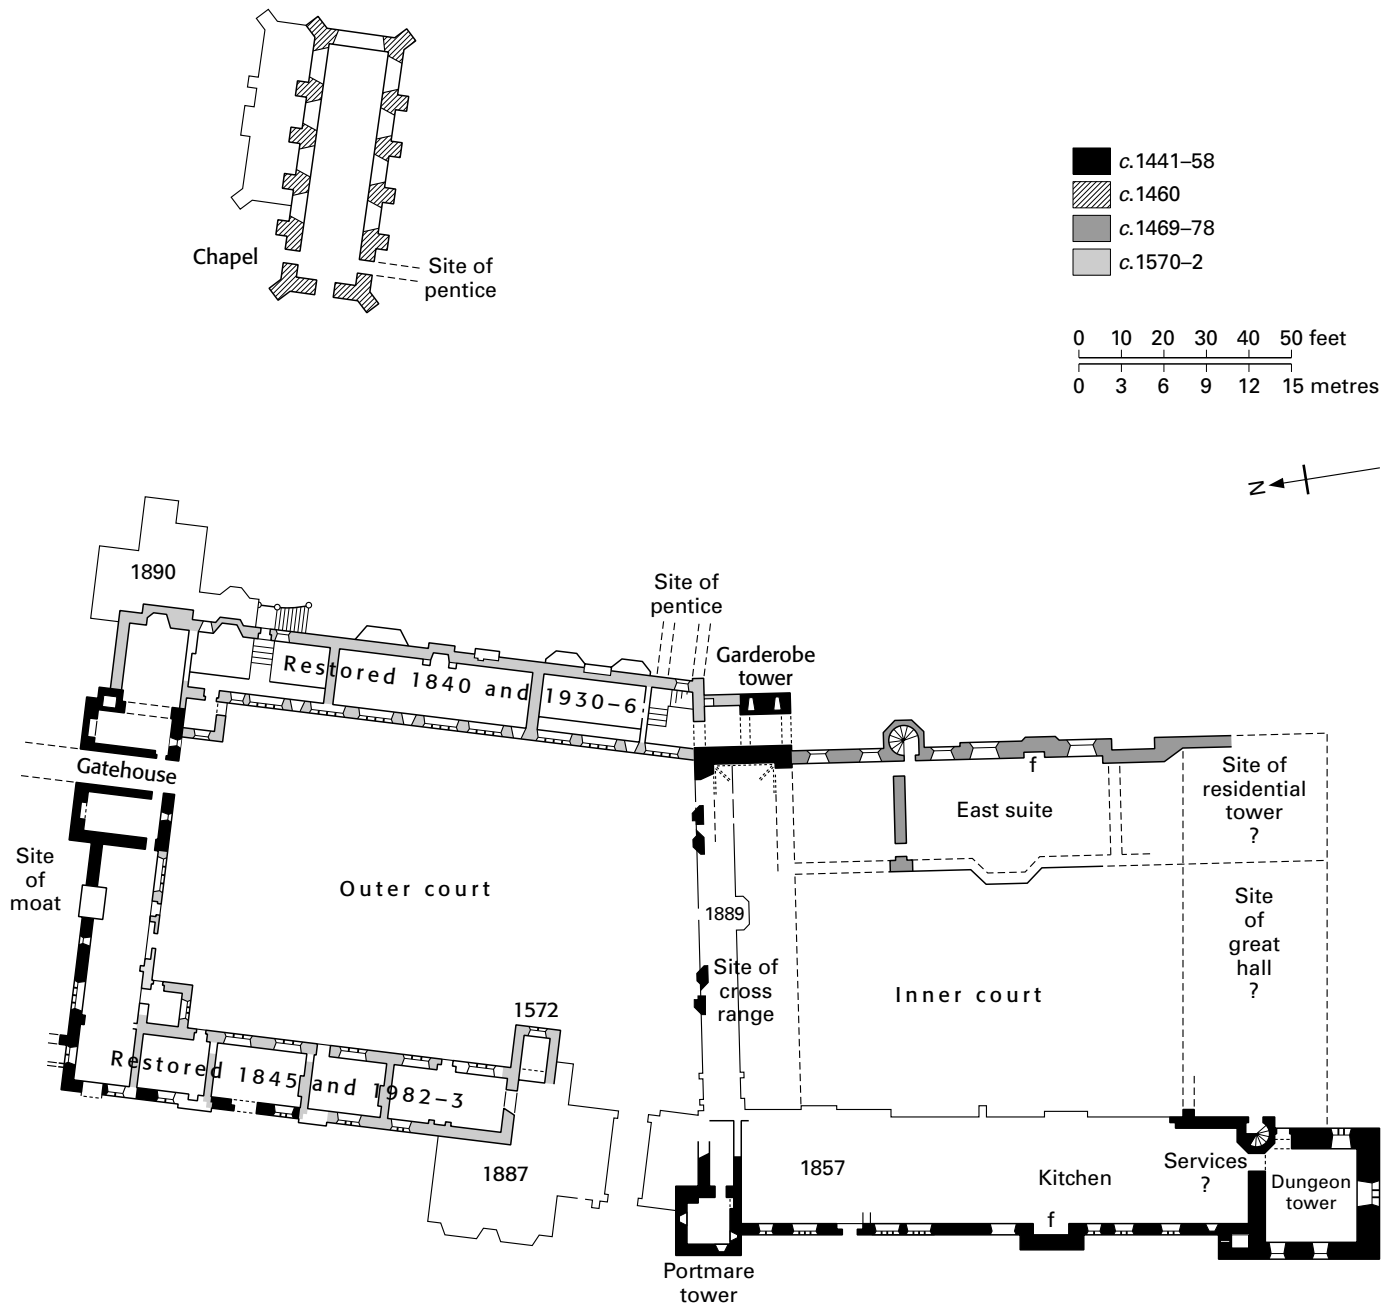 c.1441–58
c.1460
c.1469–78
c.1570–2
Chapel
Site of
pentice
0 10 20 30 40 50 feet
0 3 6 9 12 15 metres
N
1890
Site of
pentice
Garderobe
tower
Restored 1840 and 1930–6
Gatehouse
f
East suite
Site of
residential
tower
?
Site
of
moat
Outer court
1889
Site of
cross
range
Inner court
Site
of
great
hall
?
1572
Restored 1845 and 1982–3
1887
1857
Kitchen
f
Services
?
Dungeon
tower
Portmare
tower